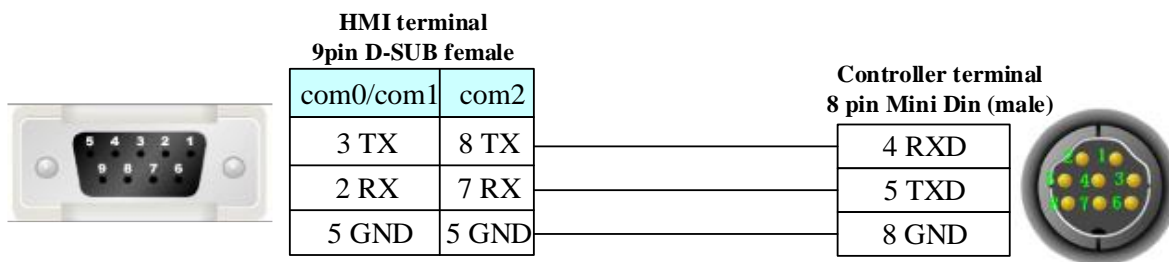 HMI terminal
9pin D-SUB female
com0/com1 com2
3 TX 8 TX
2 RX 7 RX
5 GND 5 GND
Controller terminal
8 pin Mini Din (male)
4 RXD
5 TXD
8 GND
5 4 3 2 1
9 8 7 6
2 1
5 4 3
8 7 6